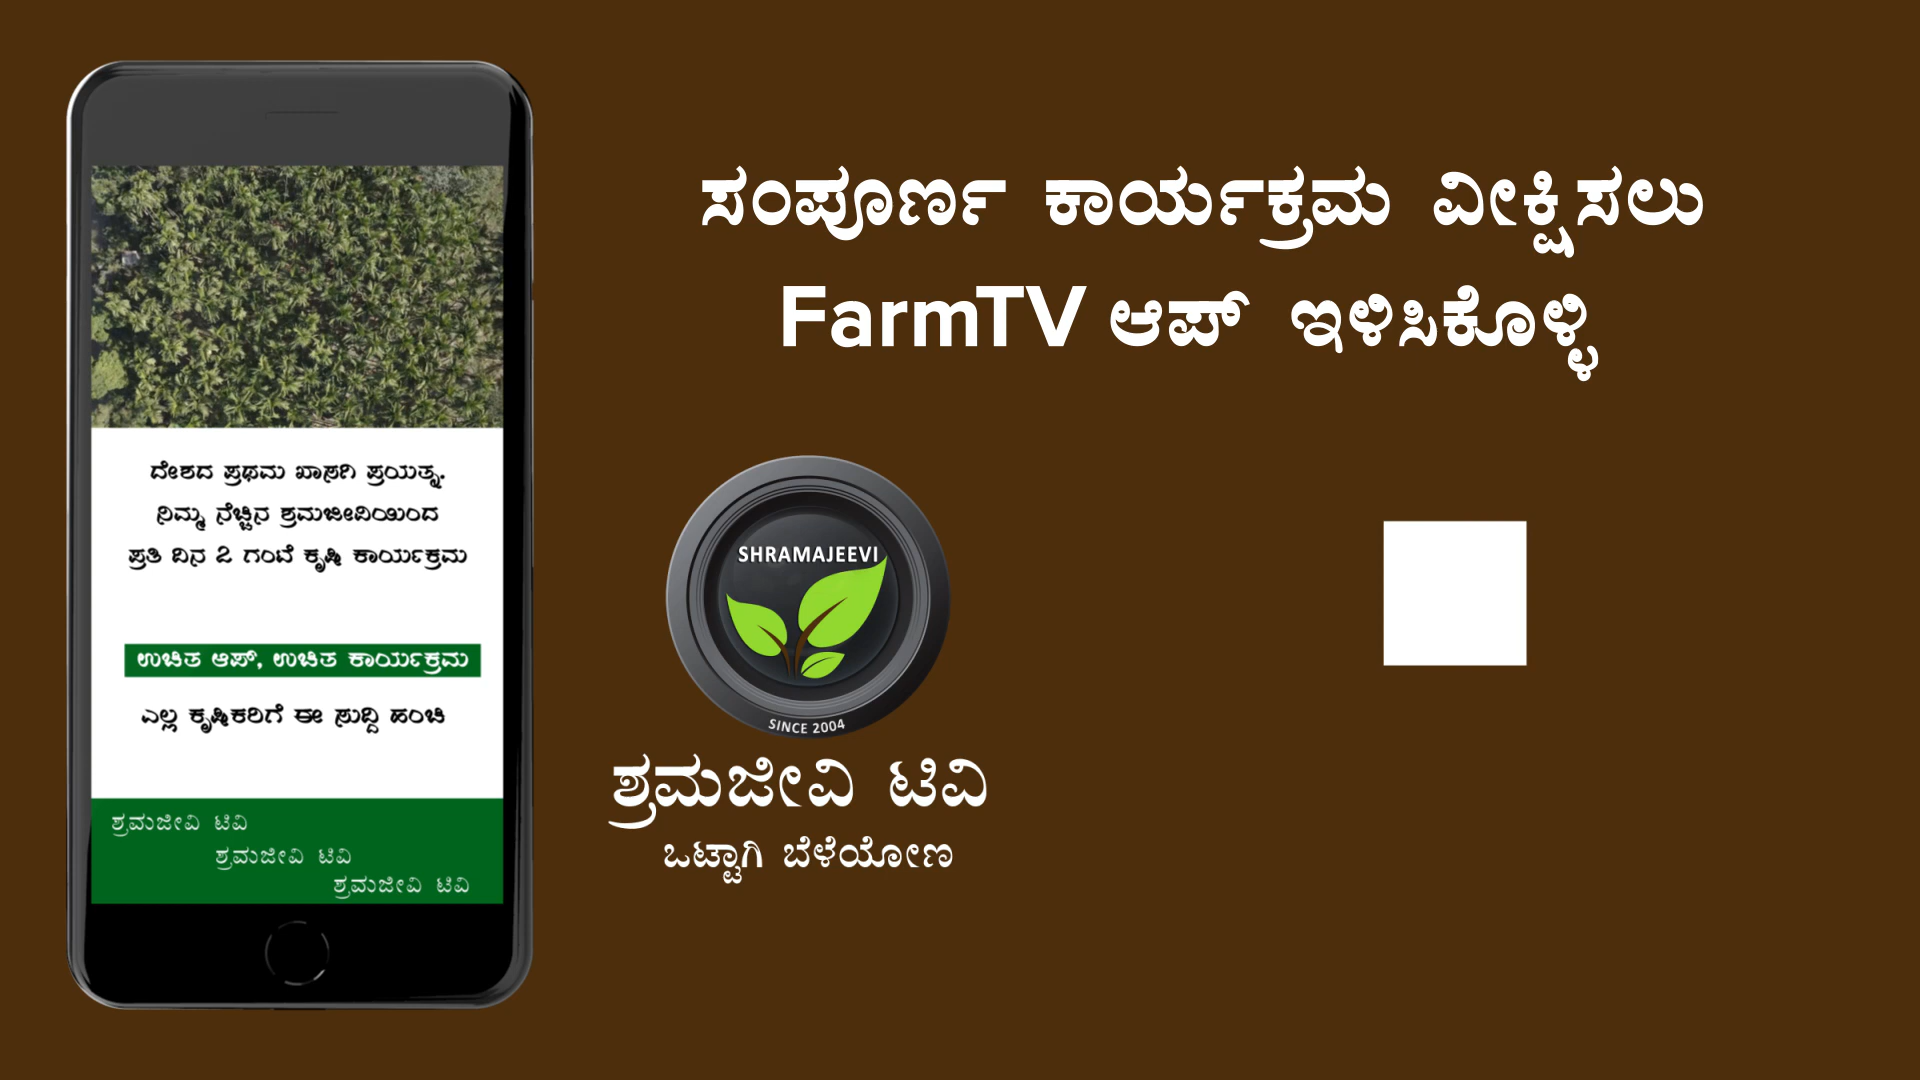 ಸಂಪೂರ್ಣ ಕಾರ್ಯಕ್ರಮ ವೀಕ್ಷಿಸಲು
FarmTV ಆಪ್ ಇಳಿಸಿಕೊಳ್ಳಿ
ದೇಶದ ಪ್ರಥಮ ಖಾಸಗಿ ಪ್ರಯತ್ನ.
ನಿಮ್ಮ ನೆಚ್ಚಿನ ಶ್ರಮಜೀವಿಯಿಂದ
ಪ್ರತಿ ದಿನ 2 ಗಂಟೆ ಕೃಷಿ ಕಾರ್ಯಕ್ರಮ
ಉಚಿತ ಆಪ್, ಉಚಿತ ಕಾರ್ಯಕ್ರಮ
ಎಲ್ಲ ಕೃಷಿಕರಿಗೆ ಈ ಸುದ್ದಿ ಹಂಚಿ
ಶ್ರಮಜೀವಿ ಟಿವಿ
ಶ್ರಮಜೀವಿ ಟಿವಿ
ಶ್ರಮಜೀವಿ ಟಿವಿ
SHRAMAJEEVI
SINCE 2004
ಶ್ರಮಜೀವಿ ಟಿವಿ
ಒಟ್ಟಾಗಿ ಬೆಳೆಯೋಣ